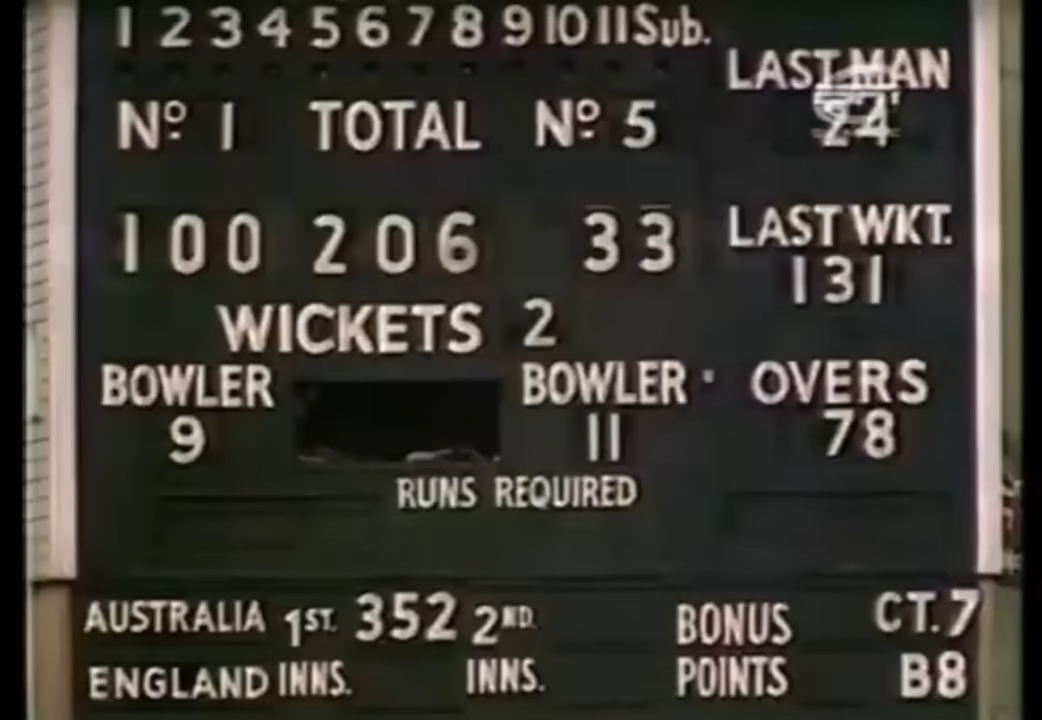 1 2 3 4 5 6 7 8 9 10 11 Sub.
LAST MAN
24
Nº 1 TOTAL Nº 5
100 206 33
LAST WKT.
131
WICKETS 2
BOWLER BOWLER · OVERS
9 11 78
RUNS REQUIRED
AUSTRALIA 1ST. 352 2ND. BONUS CT.7
ENGLAND INNS. INNS. POINTS B8